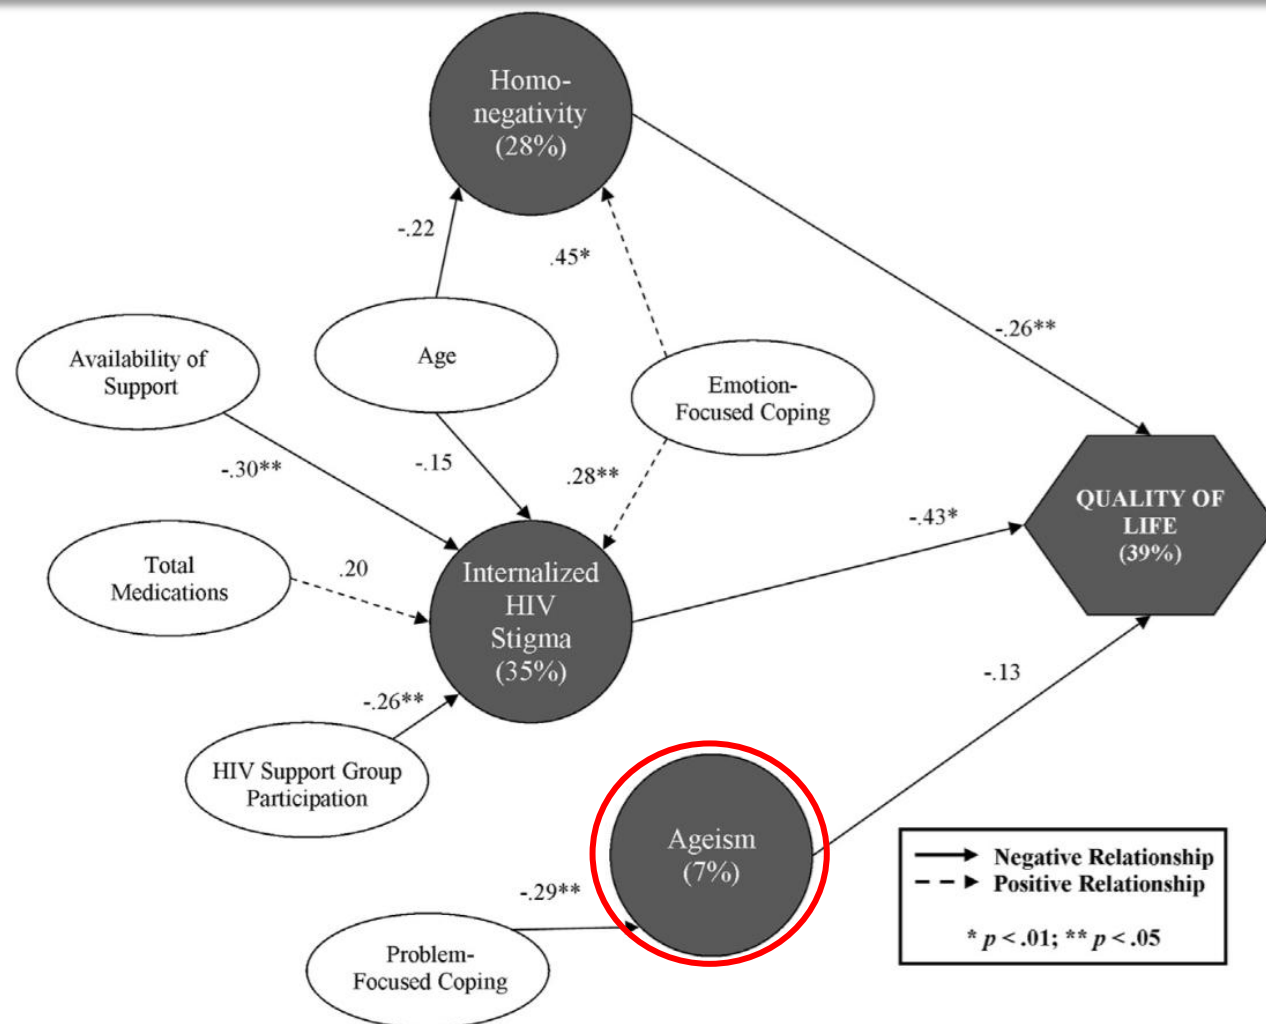 Homo-
negativity
(28%)
-.22
.45*
-.26**
Availability of
Support
Age
Emotion-
Focused Coping
-.30**
-.15
.28**
-.43*
QUALITY OF
LIFE
(39%)
Total
Medications
.20
Internalized
HIV
Stigma
(35%)
-.26**
HIV Support Group
Participation
-.13
Ageism
(7%)
-.29**
Problem-
Focused Coping
Negative Relationship
Positive Relationship
* p < .01; ** p < .05